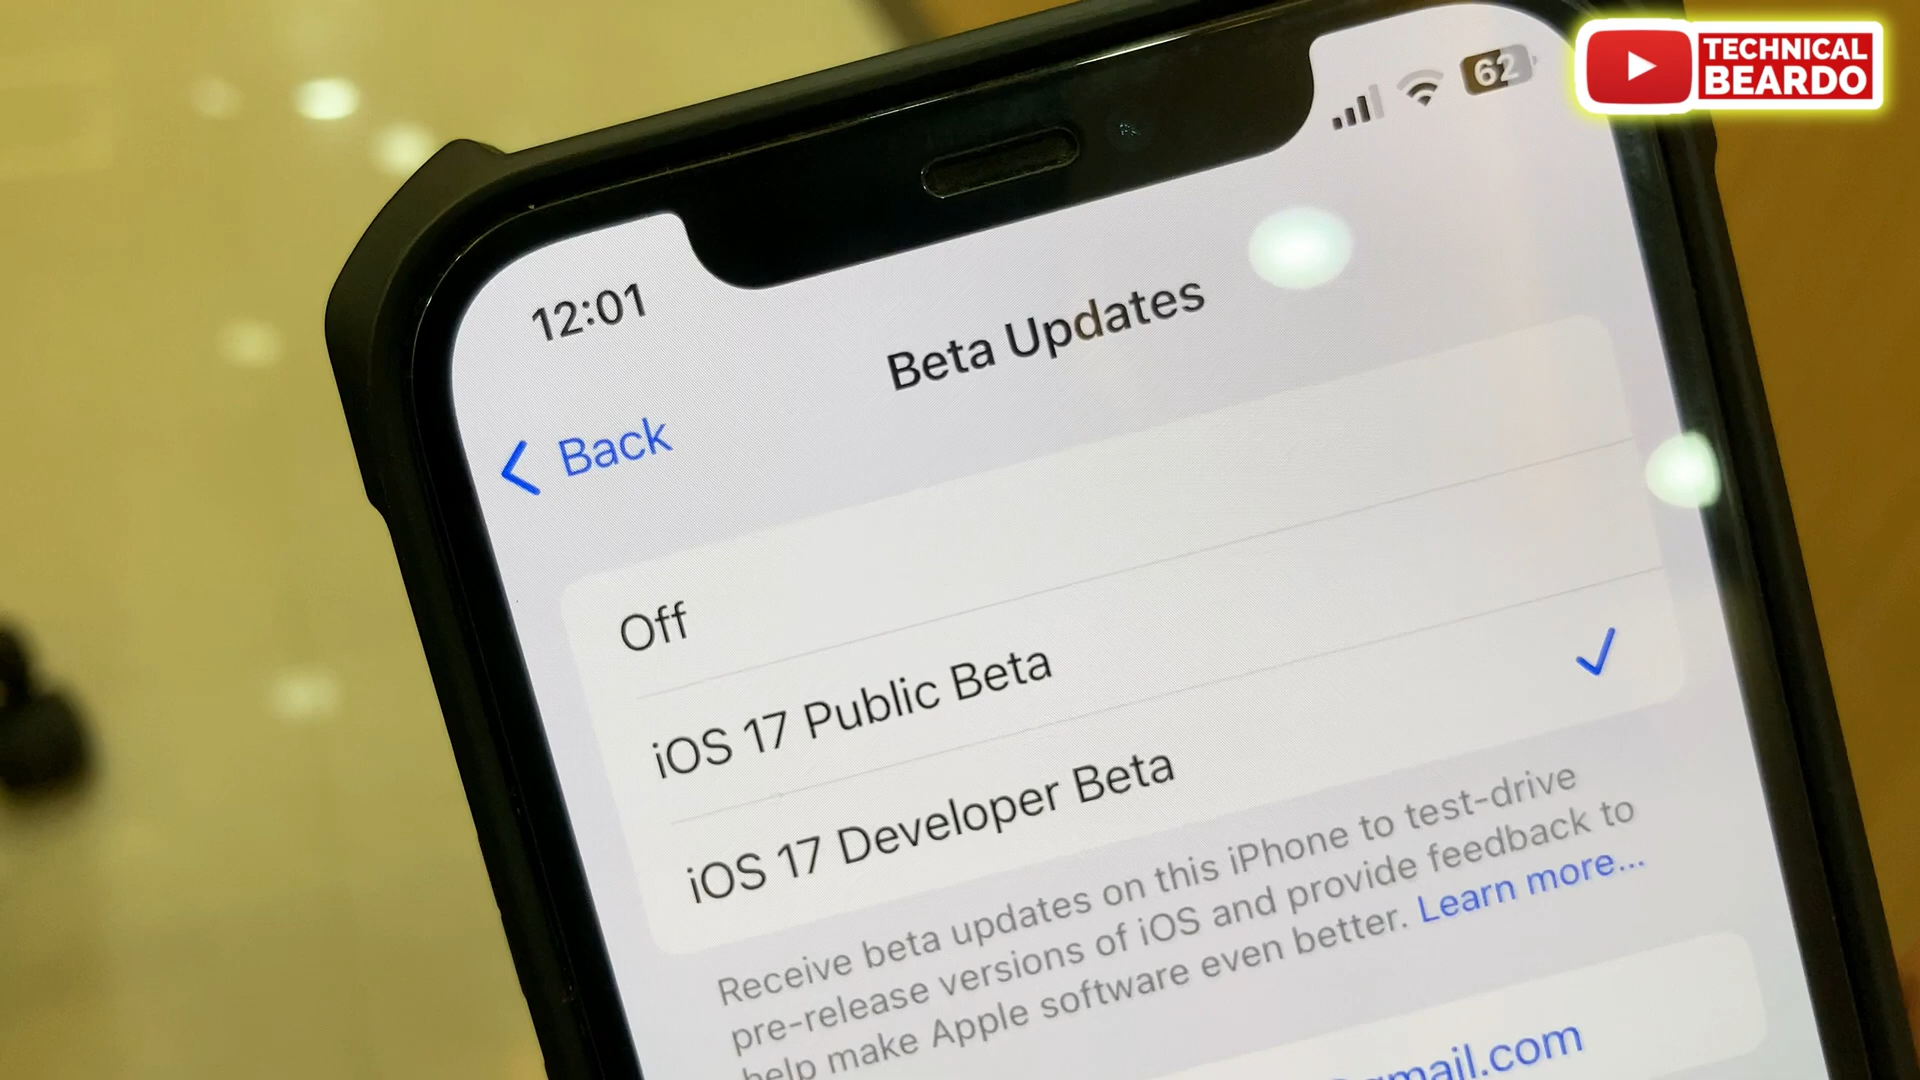 TECHNICAL
BEARDO
62
12:01
Beta Updates
Back
Off
iOS 17 Public Beta
iOS 17 Developer Beta
Receive beta updates on this iPhone to test-drive
pre-release versions of iOS and provide feedback to
help make Apple software even better. Learn more...
gmail.com